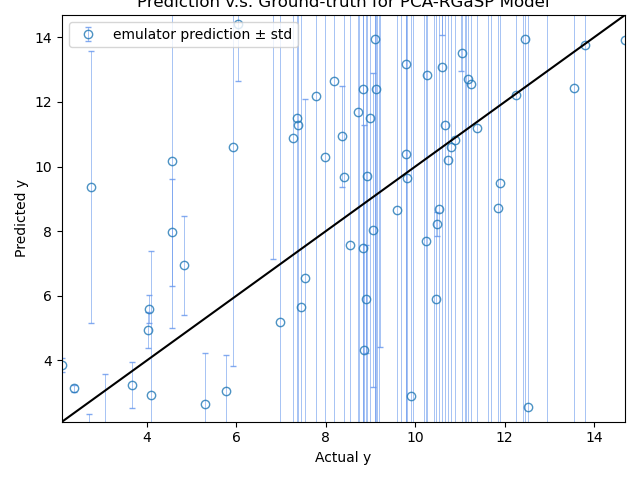 Prediction v.s. Ground-truth for PCA-RGaSP Model
emulator prediction ± std
14
12
10
8
6
4
Predicted y
4 6 8 10 12 14
Actual y